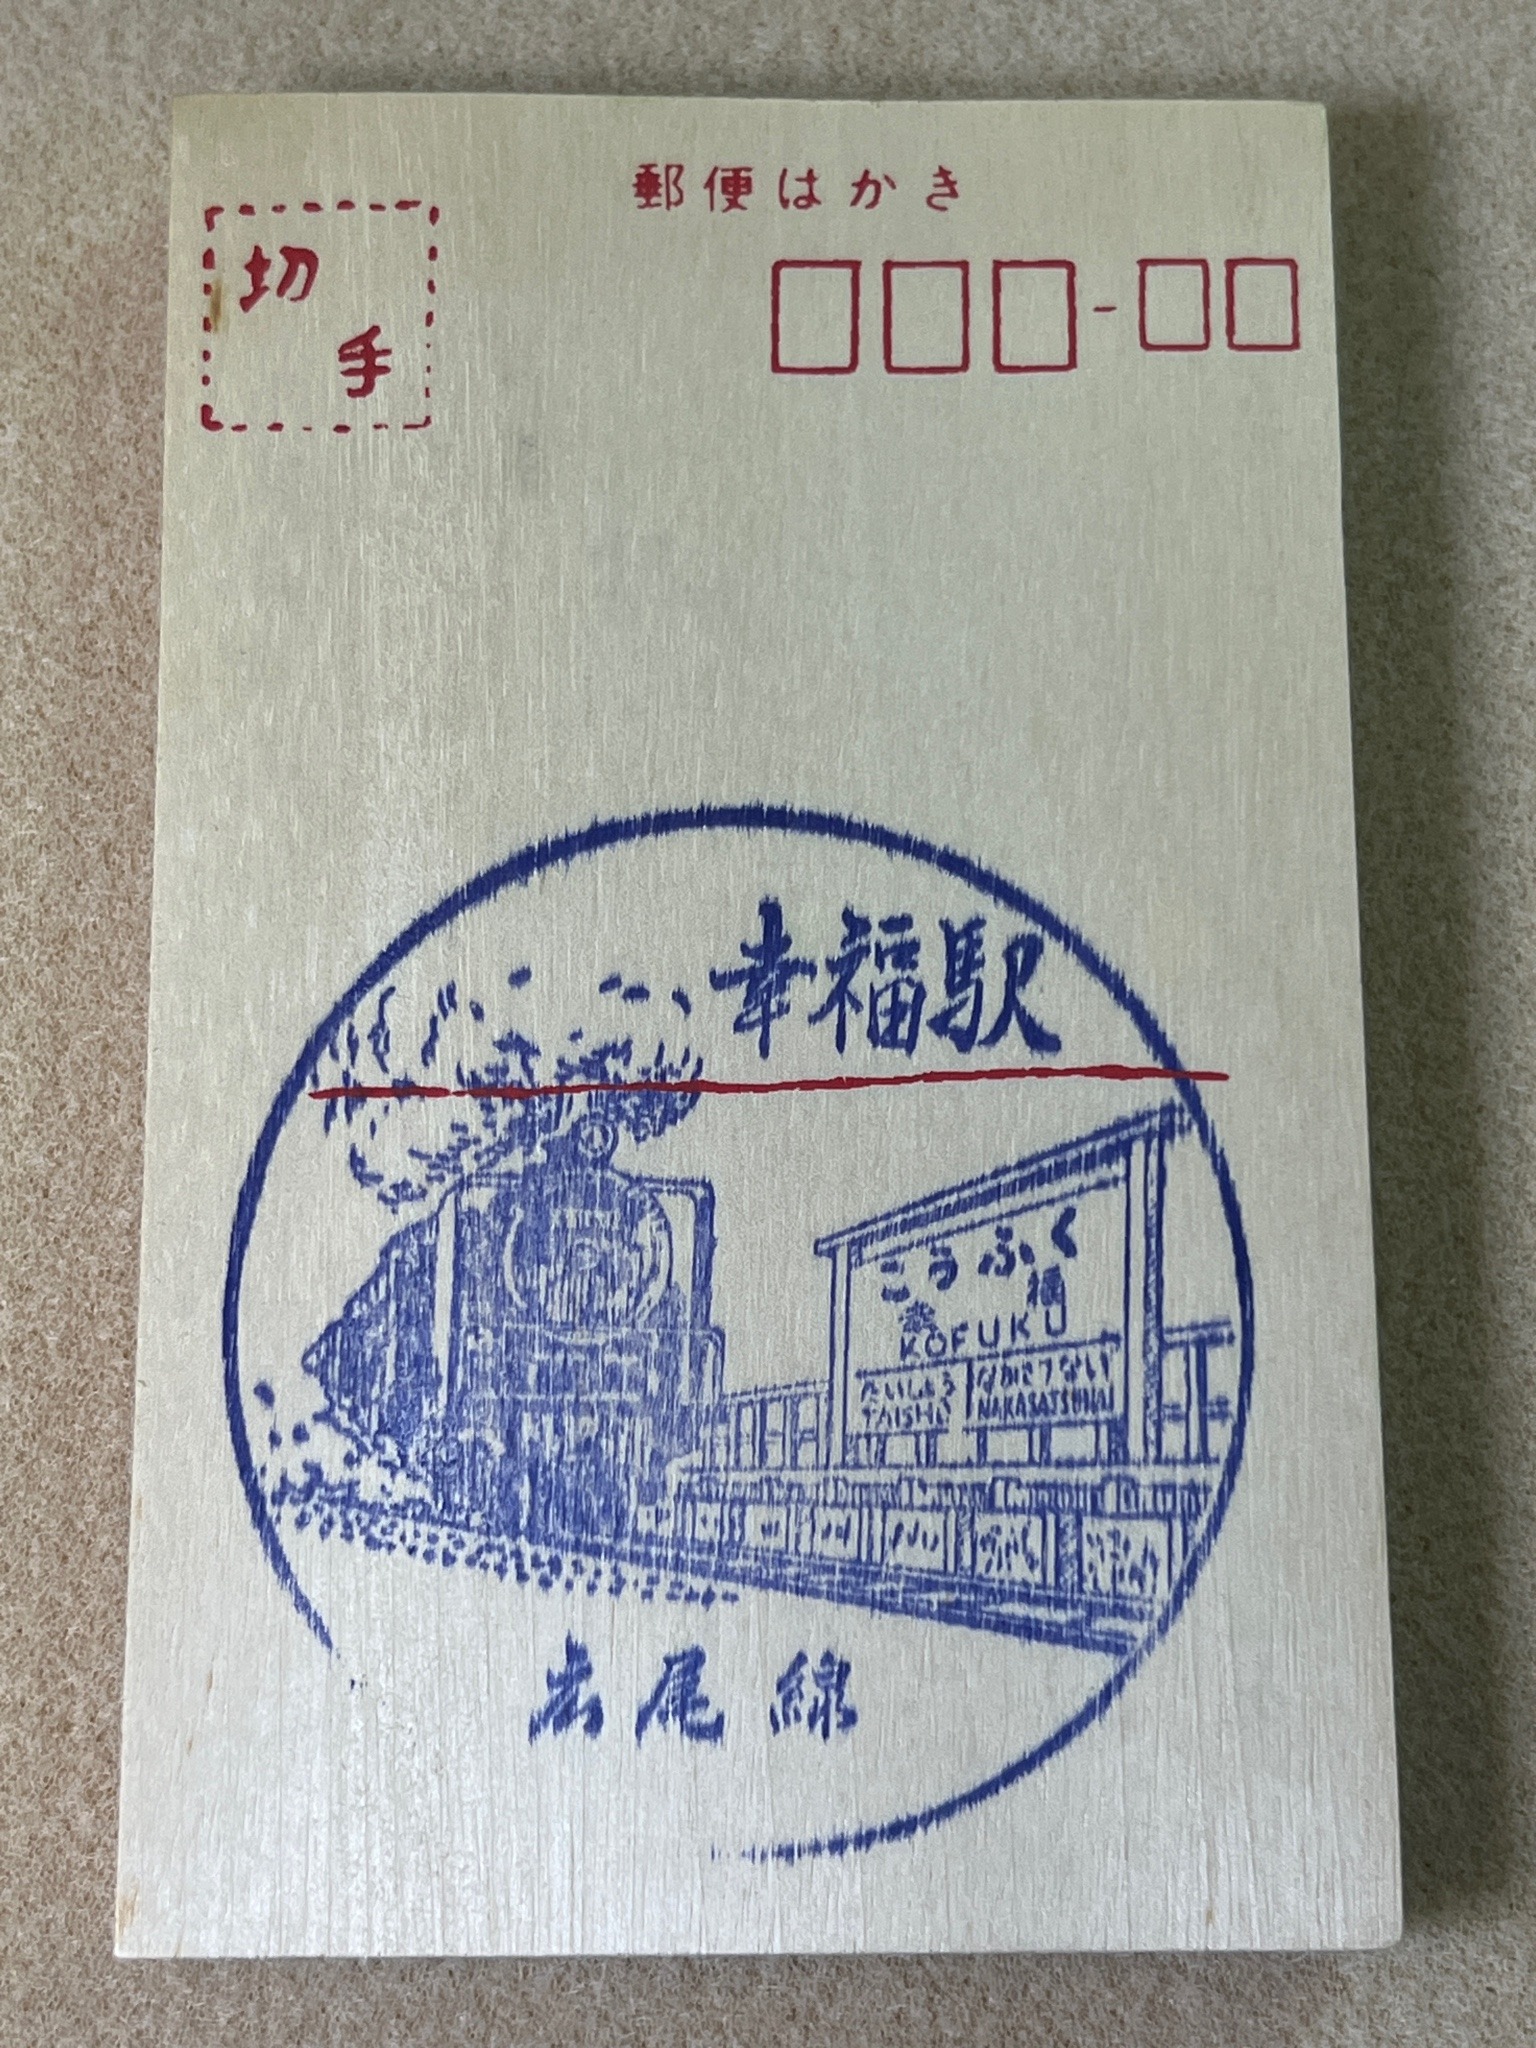 郵便はかき
切
手
幸福駅
こうふく
幸福
KOFUKU
たいしょう
TAISHO
なかさつない
NAKASATSUNAI
広尾線